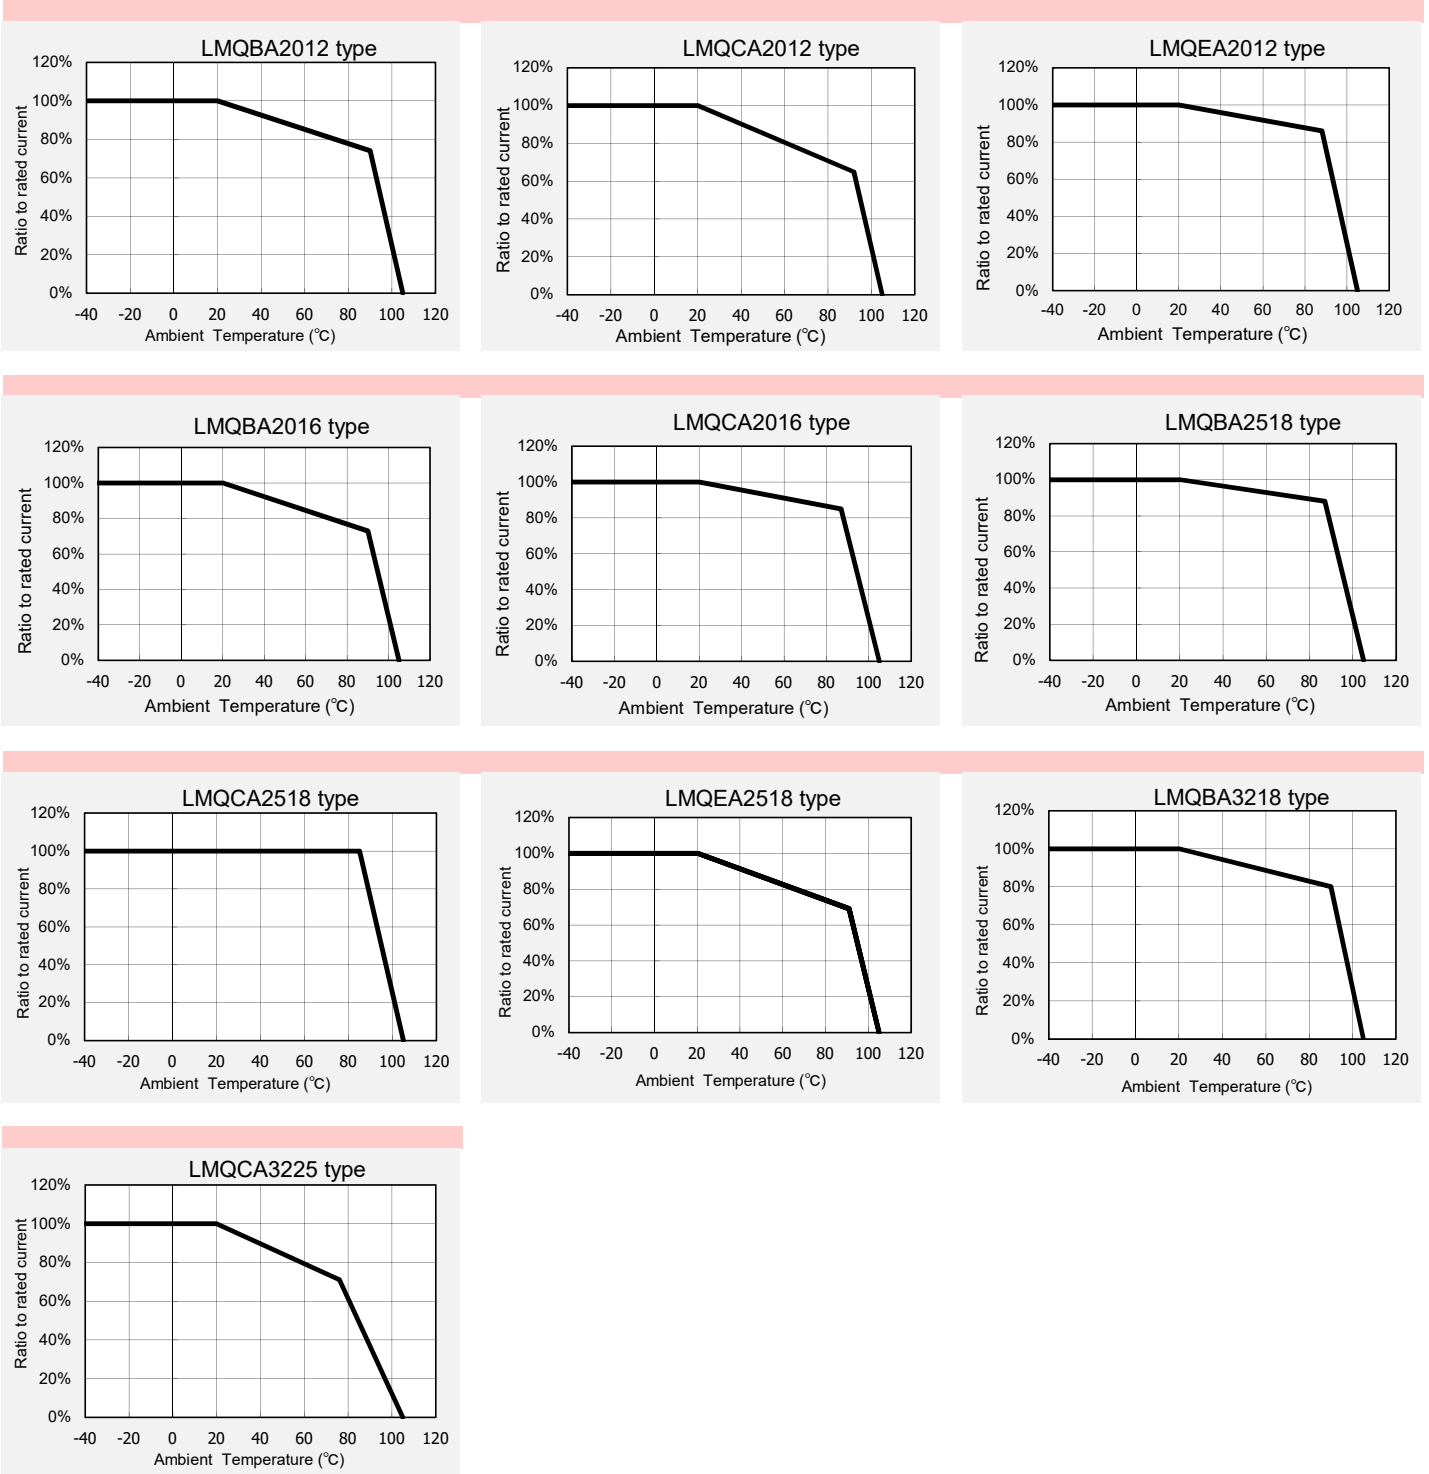 LMQBA2012 type
120%
100%
80%
60%
40%
20%
0%
Ratio to rated current
-40 -20 0 20 40 60 80 100 120
Ambient Temperature (℃)
LMQCA2012 type
120%
100%
80%
60%
40%
20%
0%
Ratio to rated current
-40 -20 0 20 40 60 80 100 120
Ambient Temperature (℃)
LMQEA2012 type
120%
100%
80%
60%
40%
20%
0%
Ratio to rated current
-40 -20 0 20 40 60 80 100 120
Ambient Temperature (℃)
LMQBA2016 type
120%
100%
80%
60%
40%
20%
0%
Ratio to rated current
-40 -20 0 20 40 60 80 100 120
Ambient Temperature (℃)
LMQCA2016 type
120%
100%
80%
60%
40%
20%
0%
Ratio to rated current
-40 -20 0 20 40 60 80 100 120
Ambient Temperature (℃)
LMQBA2518 type
120%
100%
80%
60%
40%
20%
0%
Ratio to rated current
-40 -20 0 20 40 60 80 100 120
Ambient Temperature (℃)
LMQCA2518 type
120%
100%
80%
60%
40%
20%
0%
Ratio to rated current
-40 -20 0 20 40 60 80 100 120
Ambient Temperature (℃)
LMQEA2518 type
120%
100%
80%
60%
40%
20%
0%
Ratio to rated current
-40 -20 0 20 40 60 80 100 120
Ambient Temperature (℃)
LMQBA3218 type
120%
100%
80%
60%
40%
20%
0%
Ratio to rated current
-40 -20 0 20 40 60 80 100 120
Ambient Temperature (℃)
LMQCA3225 type
120%
100%
80%
60%
40%
20%
0%
Ratio to rated current
-40 -20 0 20 40 60 80 100 120
Ambient Temperature (℃)